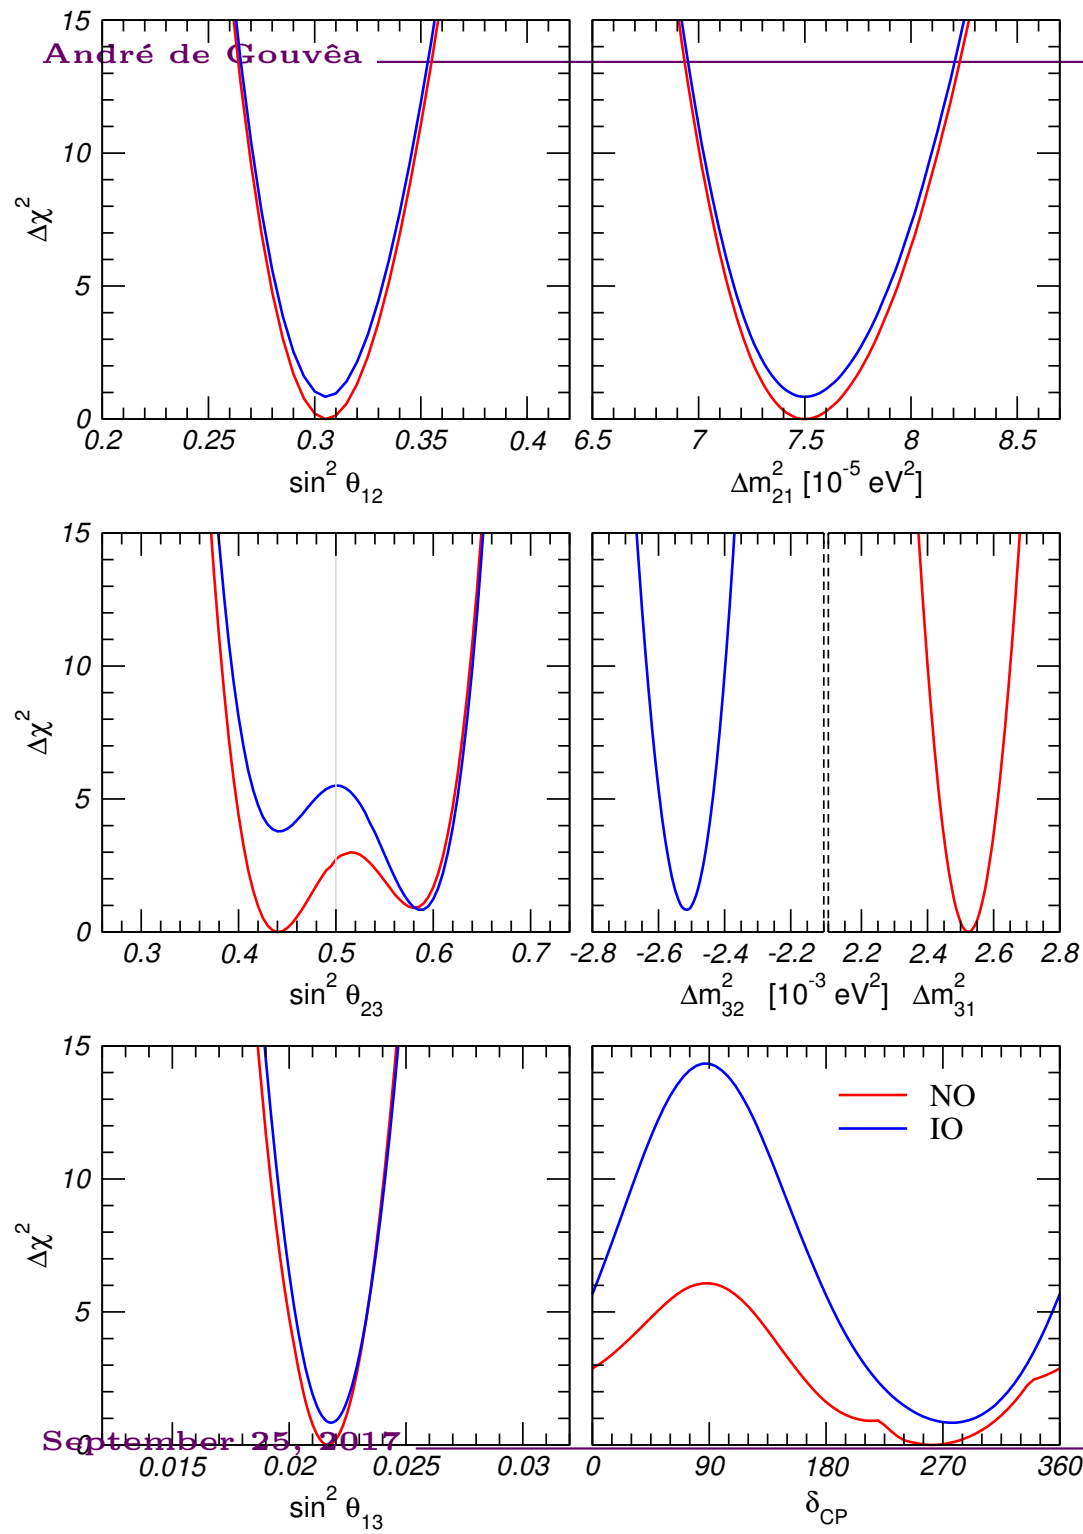 15
André de Gouvêa
10
Δχ²
5
0
0.2 0.25 0.3 0.35 0.4 6.5 7 7.5 8 8.5
sin² θ₁₂ Δm²₂₁ [10⁻⁵ eV²]
15
10
Δχ²
5
0
0.3 0.4 0.5 0.6 0.7 -2.8 -2.6 -2.4 -2.2 2.2 2.4 2.6 2.8
sin² θ₂₃ Δm²₃₂ [10⁻³ eV²] Δm²₃₁
15
NO
IO
10
Δχ²
5
0
September 25, 2017
0.015 0.02 0.025 0.03 0 90 180 270 360
sin² θ₁₃ δ_CP